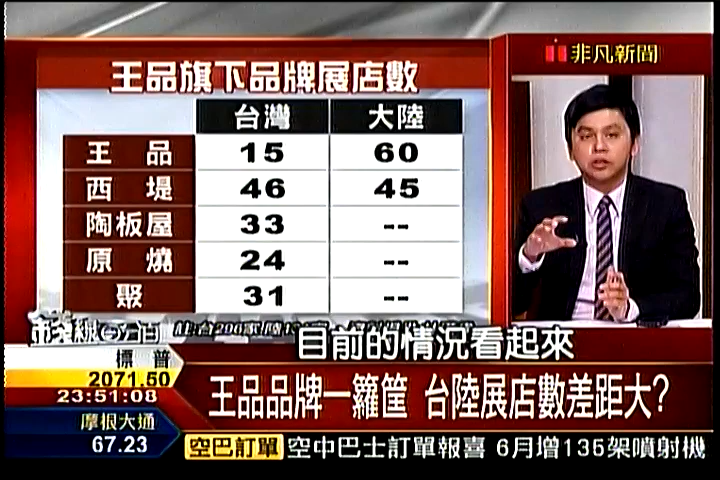 非凡新聞
王品旗下品牌展店數
台灣 大陸
王品 15 60
西堤 46 45
陶板屋 33 --
原燒 24 --
聚 31 --
目前的情況看起來
標普
2071.50
23:51:08
王品品牌一籮筐 台陸展店數差距大?
摩根大通
67.23
空巴訂單 空中巴士訂單報喜 6月增135架噴射機